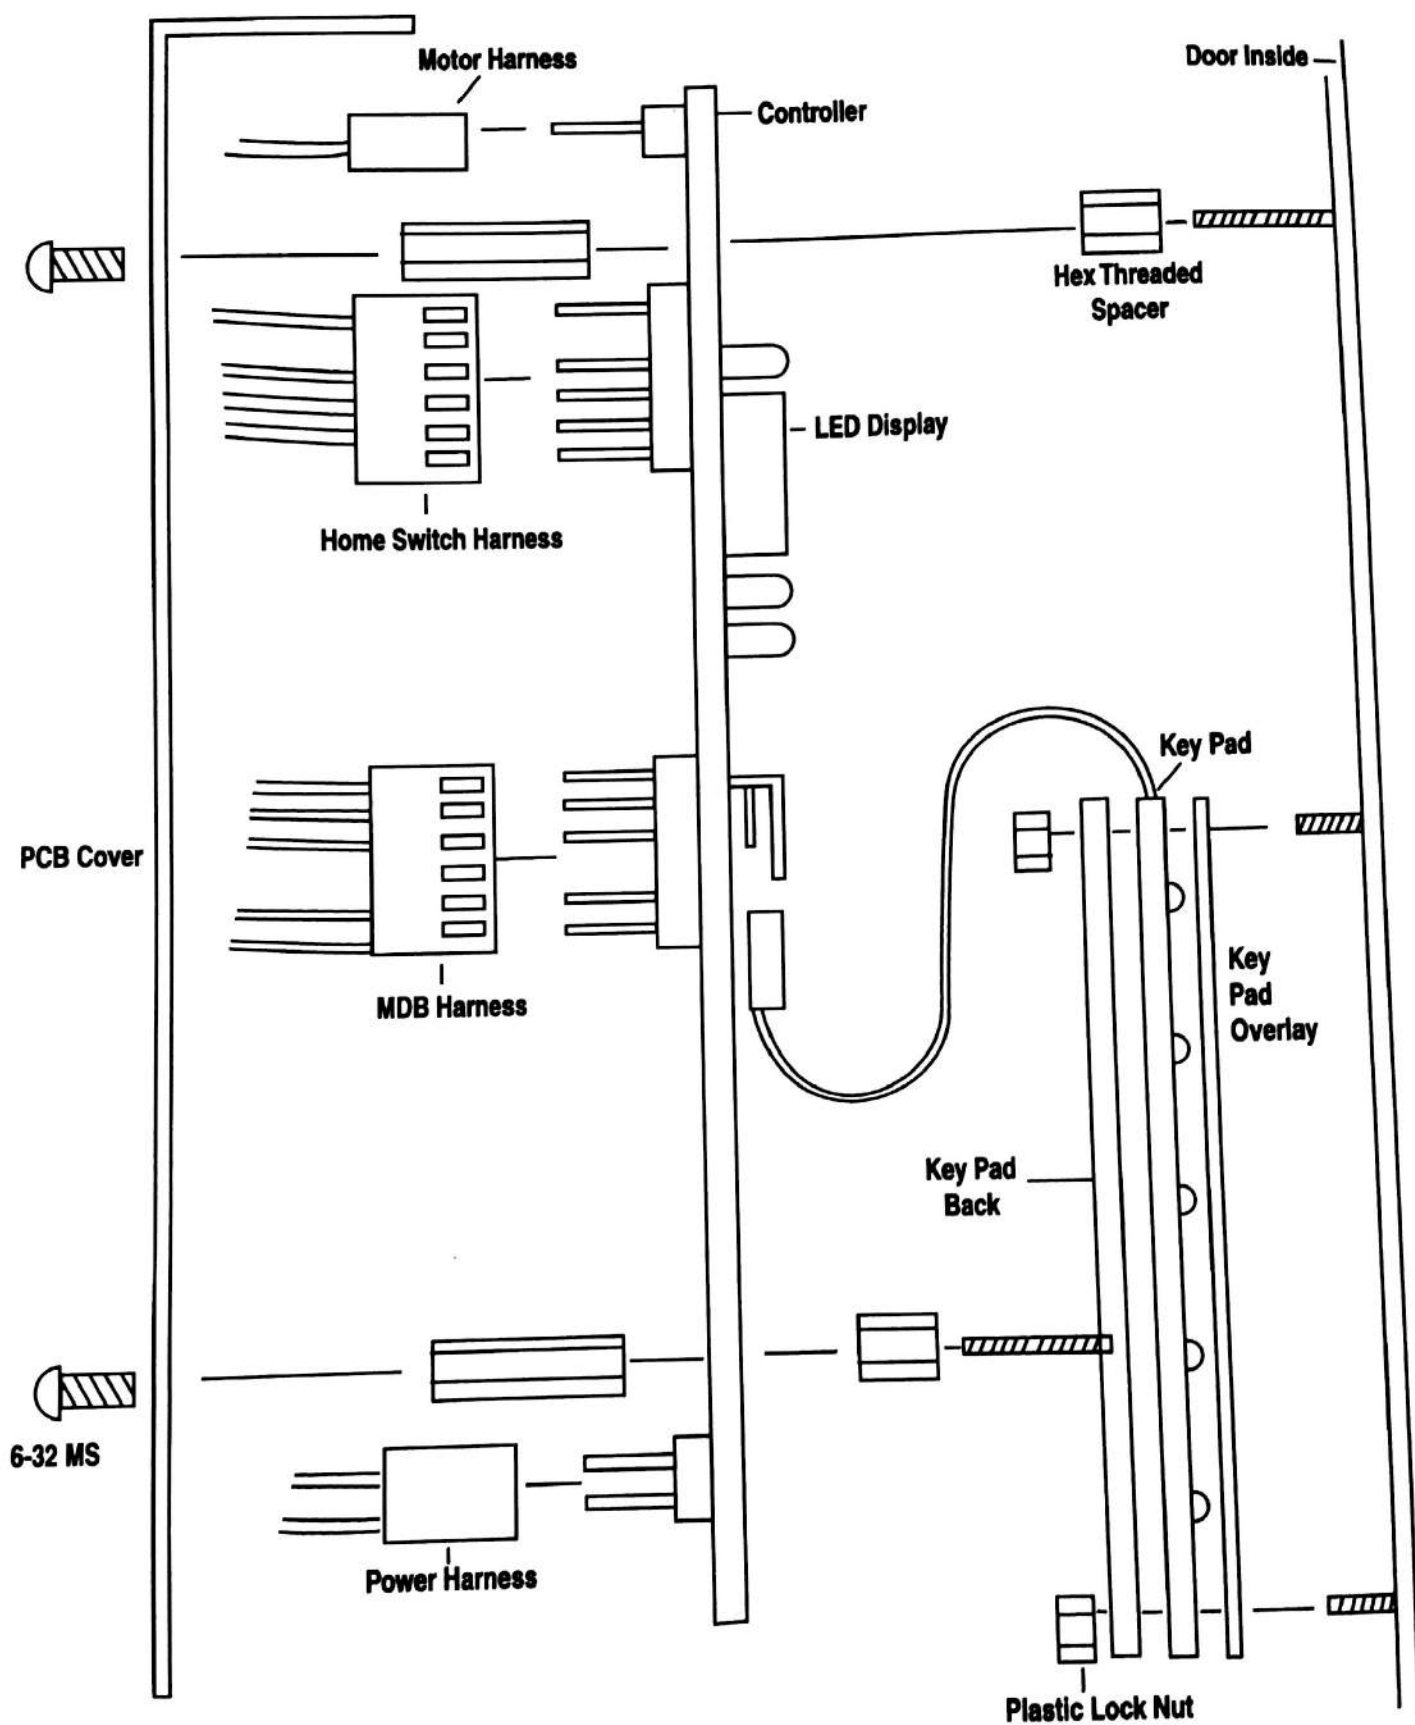 Motor Harness
Door Inside
Controller
Hex Threaded
Spacer
LED Display
Home Switch Harness
Key Pad
PCB Cover
Key
Pad
Overlay
MDB Harness
Key Pad
Back
6-32 MS
Power Harness
Plastic Lock Nut